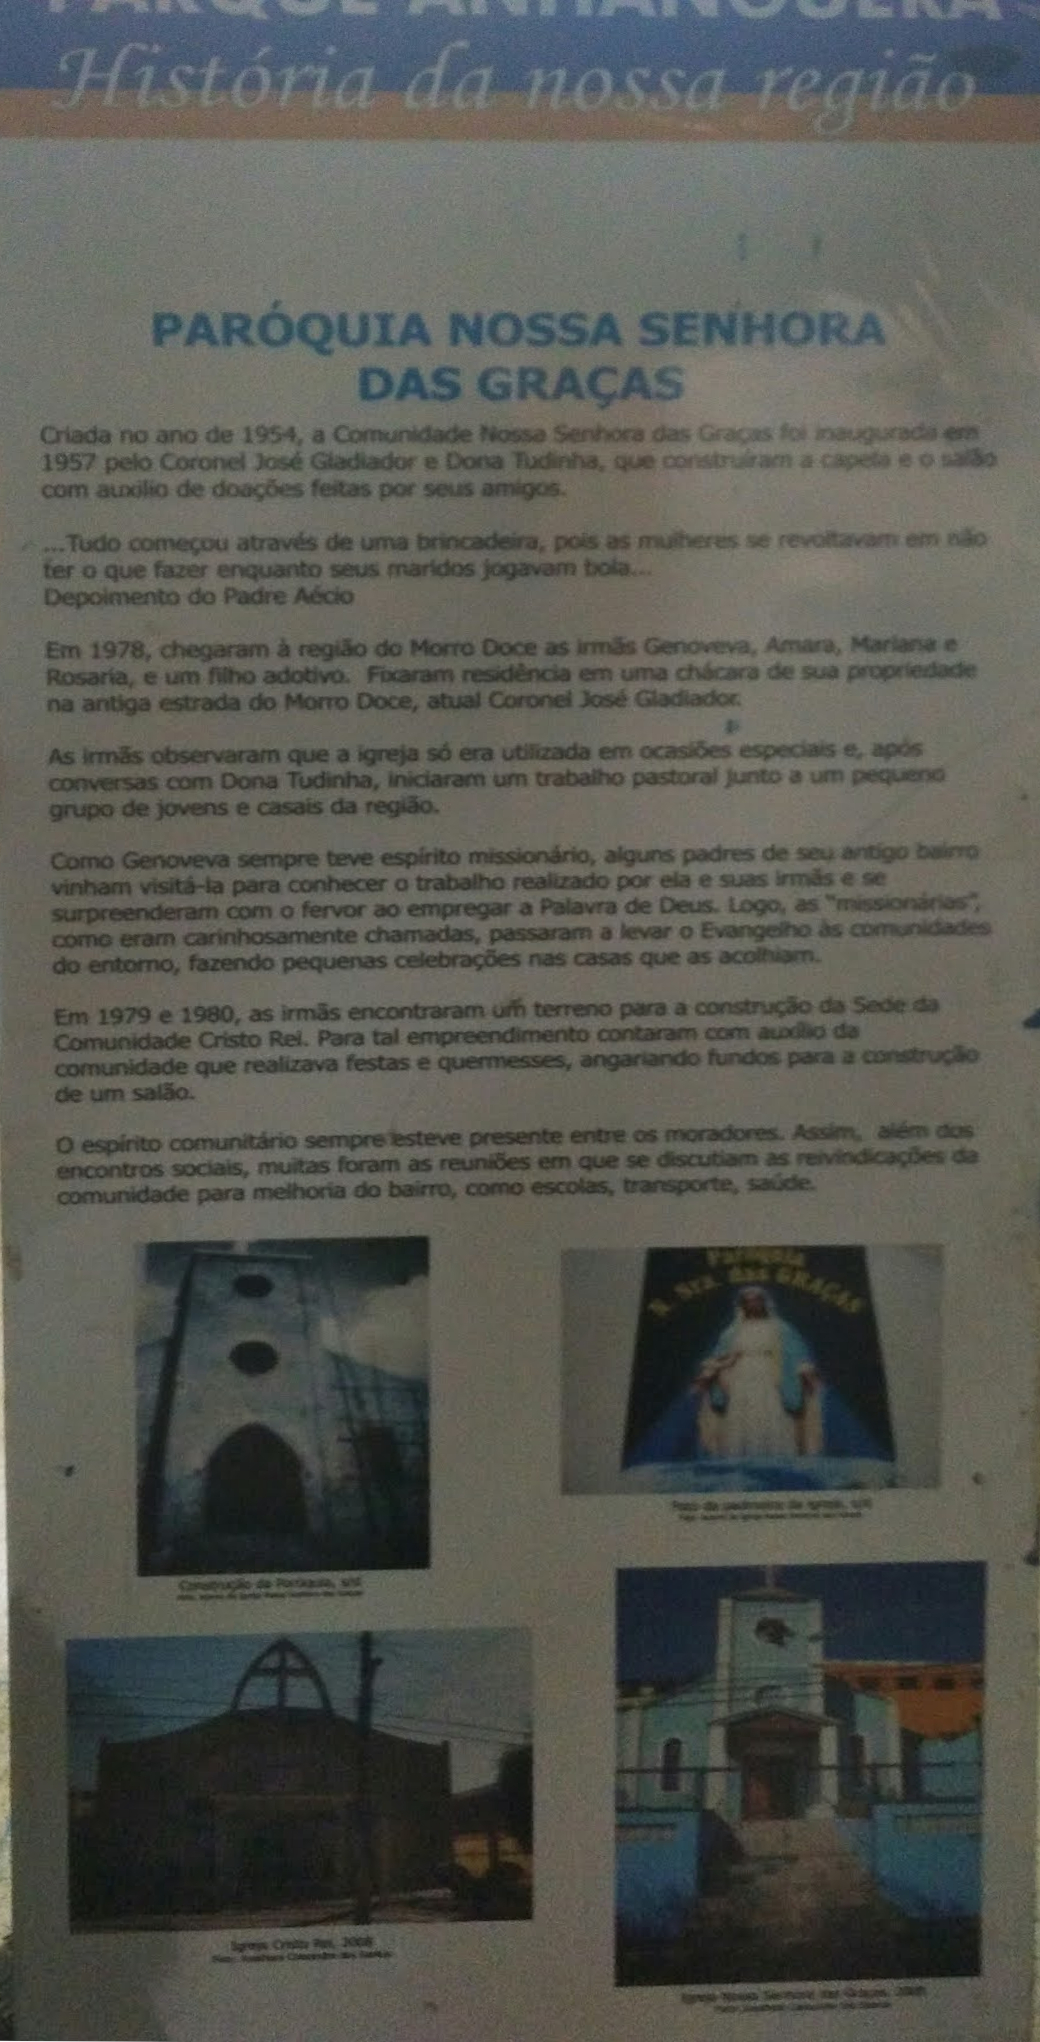 PARQUE ANHANGUERA
História da nossa região
PARÓQUIA NOSSA SENHORA
DAS GRAÇAS
Criada no ano de 1954, a Comunidade Nossa Senhora das Graças foi inaugurada em
1957 pelo Coronel José Gladiador e Dona Tudinha, que construíram a capela e o salão
com auxílio de doações feitas por seus amigos.
...Tudo começou através de uma brincadeira, pois as mulheres se revoltavam em não
ter o que fazer enquanto seus maridos jogavam bola...
Depoimento do Padre Aécio
Em 1978, chegaram à região do Morro Doce as irmãs Genoveva, Amara, Mariana e
Rosaria, e um filho adotivo. Fixaram residência em uma chácara de sua propriedade
na antiga estrada do Morro Doce, atual Coronel José Gladiador.
As irmãs observaram que a igreja só era utilizada em ocasiões especiais e, após
conversas com Dona Tudinha, iniciaram um trabalho pastoral junto a um pequeno
grupo de jovens e casais da região.
Como Genoveva sempre teve espírito missionário, alguns padres de seu antigo bairro
vinham visitá-la para conhecer o trabalho realizado por ela e suas irmãs e se
surpreenderam com o fervor ao empregar a Palavra de Deus. Logo, as "missionárias",
como eram carinhosamente chamadas, passaram a levar o Evangelho às comunidades
do entorno, fazendo pequenas celebrações nas casas que as acolhiam.
Em 1979 e 1980, as irmãs encontraram um terreno para a construção da Sede da
Comunidade Cristo Rei. Para tal empreendimento contaram com auxílio da
comunidade que realizava festas e quermesses, angariando fundos para a construção
de um salão.
O espírito comunitário sempre esteve presente entre os moradores. Assim, além dos
encontros sociais, muitas foram as reuniões em que se discutiam as reivindicações da
comunidade para melhoria do bairro, como escolas, transporte, saúde.
Paróquia
N. Sra. das GRAÇAS
Construção da Paróquia, s/d
da igreja, s/d
Igreja Cristo Rei, 2008
Igreja Nossa Senhora das Graças, 2008